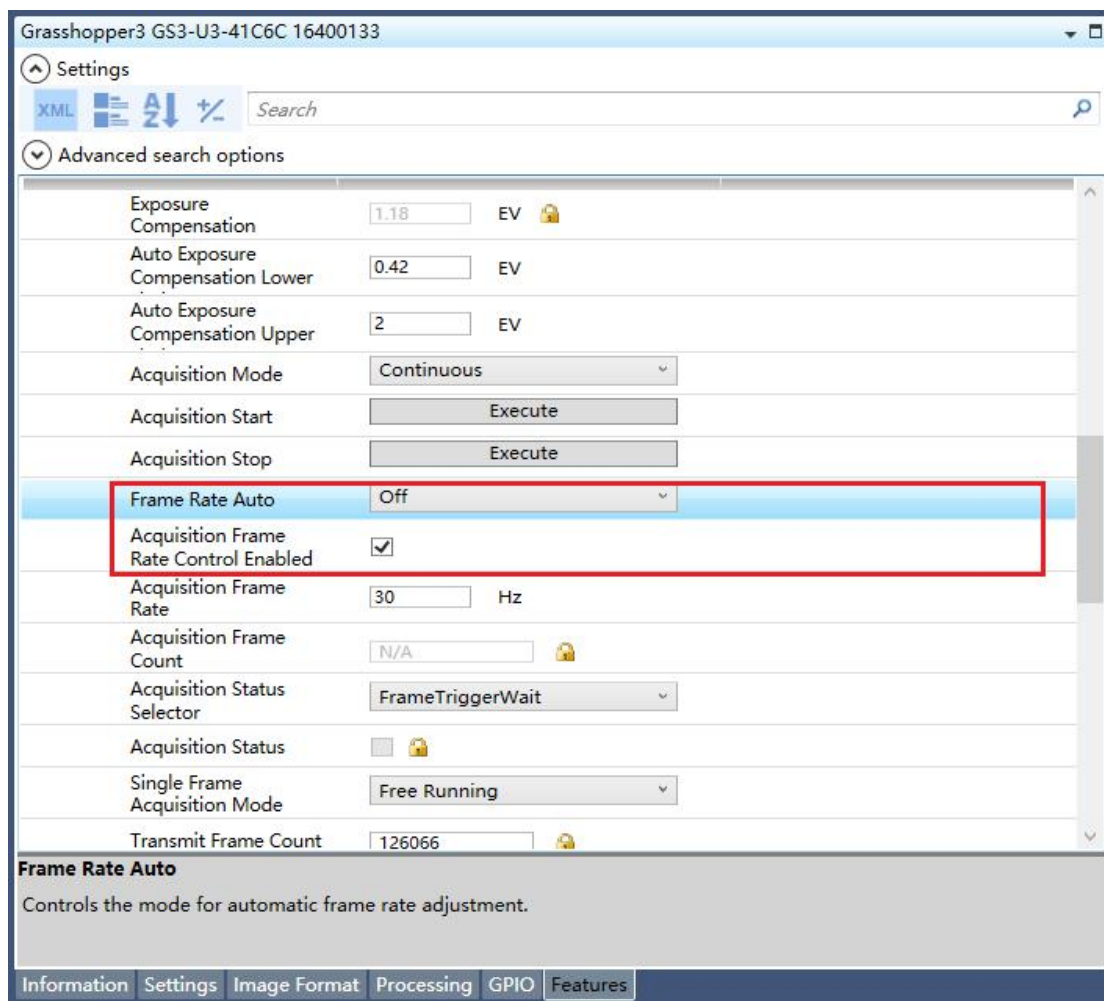 Grasshopper3 GS3-U3-41C6C 16400133
Settings
XML
A
Z
Search
Advanced search options
Exposure
Compensation
1.18 EV
Auto Exposure
Compensation Lower
0.42 EV
Auto Exposure
Compensation Upper
2 EV
Acquisition Mode Continuous
Acquisition Start Execute
Acquisition Stop Execute
Frame Rate Auto Off
Acquisition Frame
Rate Control Enabled
Acquisition Frame
Rate
30 Hz
Acquisition Frame
Count
N/A
Acquisition Status
Selector
FrameTriggerWait
Acquisition Status
Single Frame
Acquisition Mode
Free Running
Transmit Frame Count 126066
Frame Rate Auto
Controls the mode for automatic frame rate adjustment.
Information Settings Image Format Processing GPIO Features